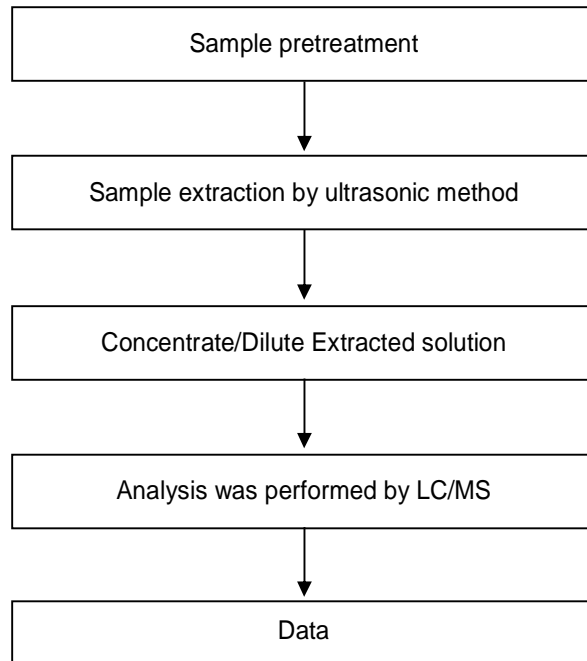 Sample pretreatment
Sample extraction by ultrasonic method
Concentrate/Dilute Extracted solution
Analysis was performed by LC/MS
Data